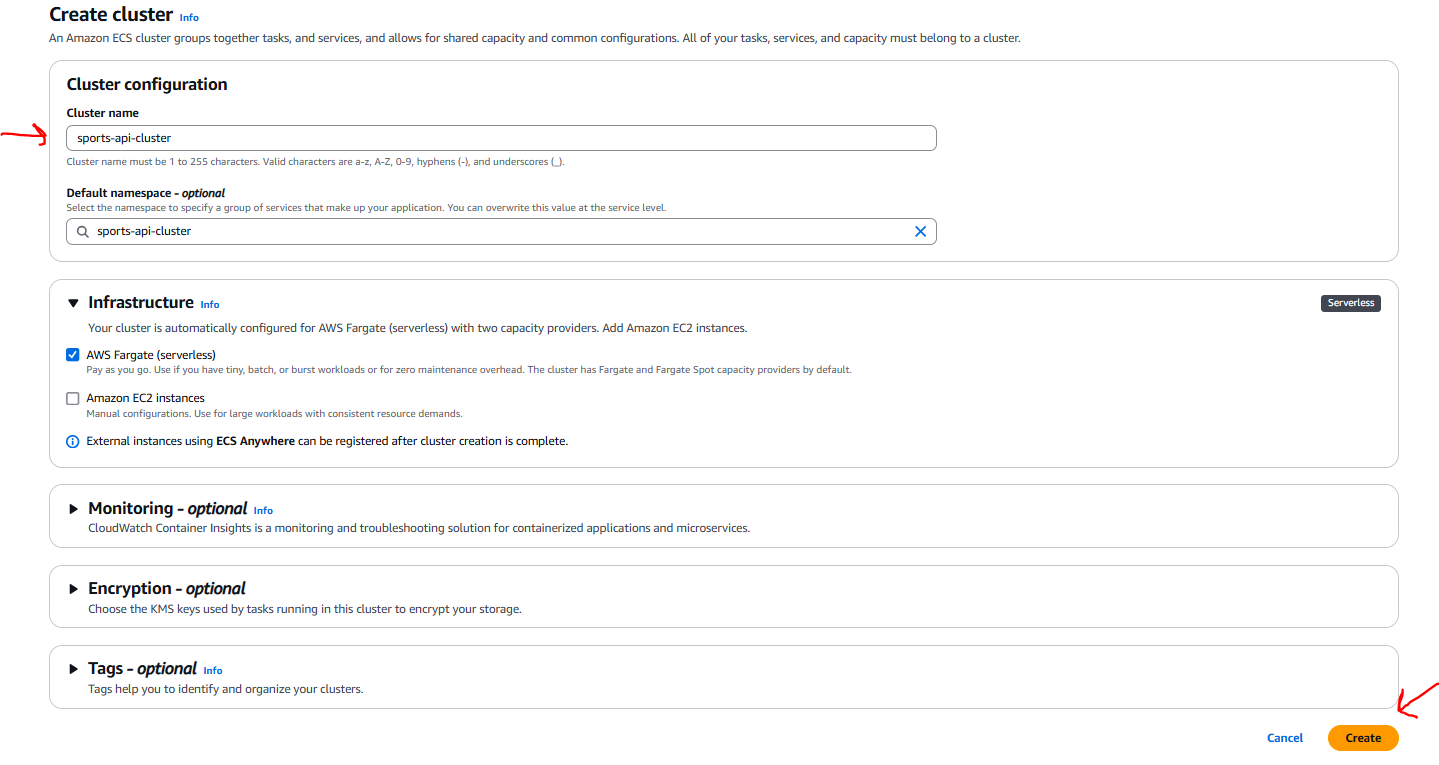 Create cluster Info
An Amazon ECS cluster groups together tasks, and services, and allows for shared capacity and common configurations. All of your tasks, services, and capacity must belong to a cluster.
Cluster configuration
Cluster name
sports-api-cluster
Cluster name must be 1 to 255 characters. Valid characters are a-z, A-Z, 0-9, hyphens (-), and underscores (_).
Default namespace - optional
Select the namespace to specify a group of services that make up your application. You can overwrite this value at the service level.
sports-api-cluster
Infrastructure Info
Serverless
Your cluster is automatically configured for AWS Fargate (serverless) with two capacity providers. Add Amazon EC2 instances.
AWS Fargate (serverless)
Pay as you go. Use if you have tiny, batch, or burst workloads or for zero maintenance overhead. The cluster has Fargate and Fargate Spot capacity providers by default.
Amazon EC2 instances
Manual configurations. Use for large workloads with consistent resource demands.
External instances using ECS Anywhere can be registered after cluster creation is complete.
Monitoring - optional Info
CloudWatch Container Insights is a monitoring and troubleshooting solution for containerized applications and microservices.
Encryption - optional
Choose the KMS keys used by tasks running in this cluster to encrypt your storage.
Tags - optional Info
Tags help you to identify and organize your clusters.
Cancel
Create